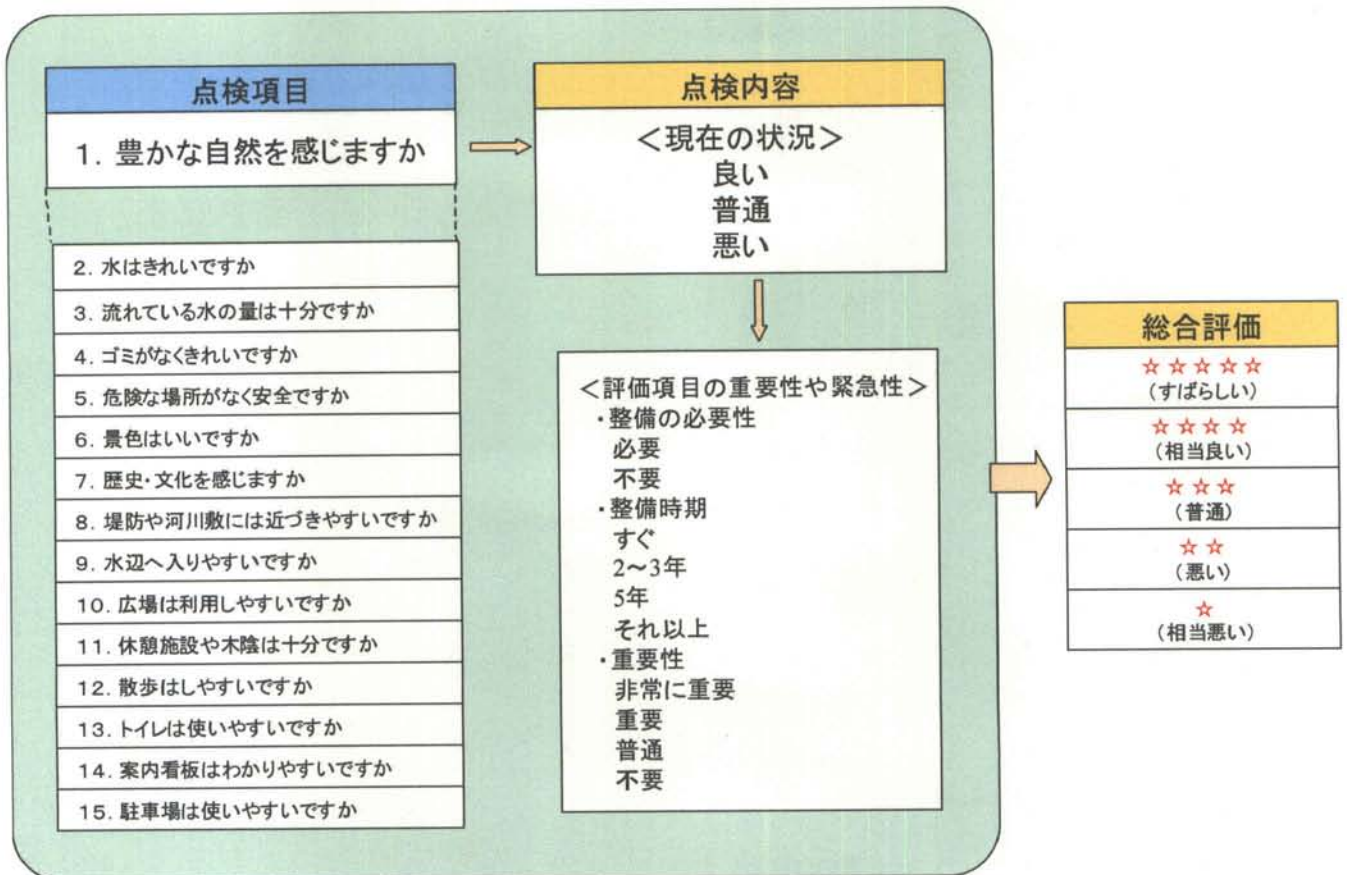 点検項目
1. 豊かな自然を感じますか
2. 水はきれいですか
3. 流れている水の量は十分ですか
4. ゴミがなくきれいですか
5. 危険な場所がなく安全ですか
6. 景色はいいですか
7. 歴史・文化を感じますか
8. 堤防や河川敷には近づきやすいですか
9. 水辺へ入りやすいですか
10. 広場は利用しやすいですか
11. 休憩施設や木陰は十分ですか
12. 散歩はしやすいですか
13. トイレは使いやすいですか
14. 案内看板はわかりやすいですか
15. 駐車場は使いやすいですか
点検内容
＜現在の状況＞
良い
普通
悪い
＜評価項目の重要性や緊急性＞
・整備の必要性
必要
不要
・整備時期
すぐ
2～3年
5年
それ以上
・重要性
非常に重要
重要
普通
不要
総合評価
☆☆☆☆☆
(すばらしい)
☆☆☆☆
(相当良い)
☆☆☆
(普通)
☆☆
(悪い)
☆
(相当悪い)